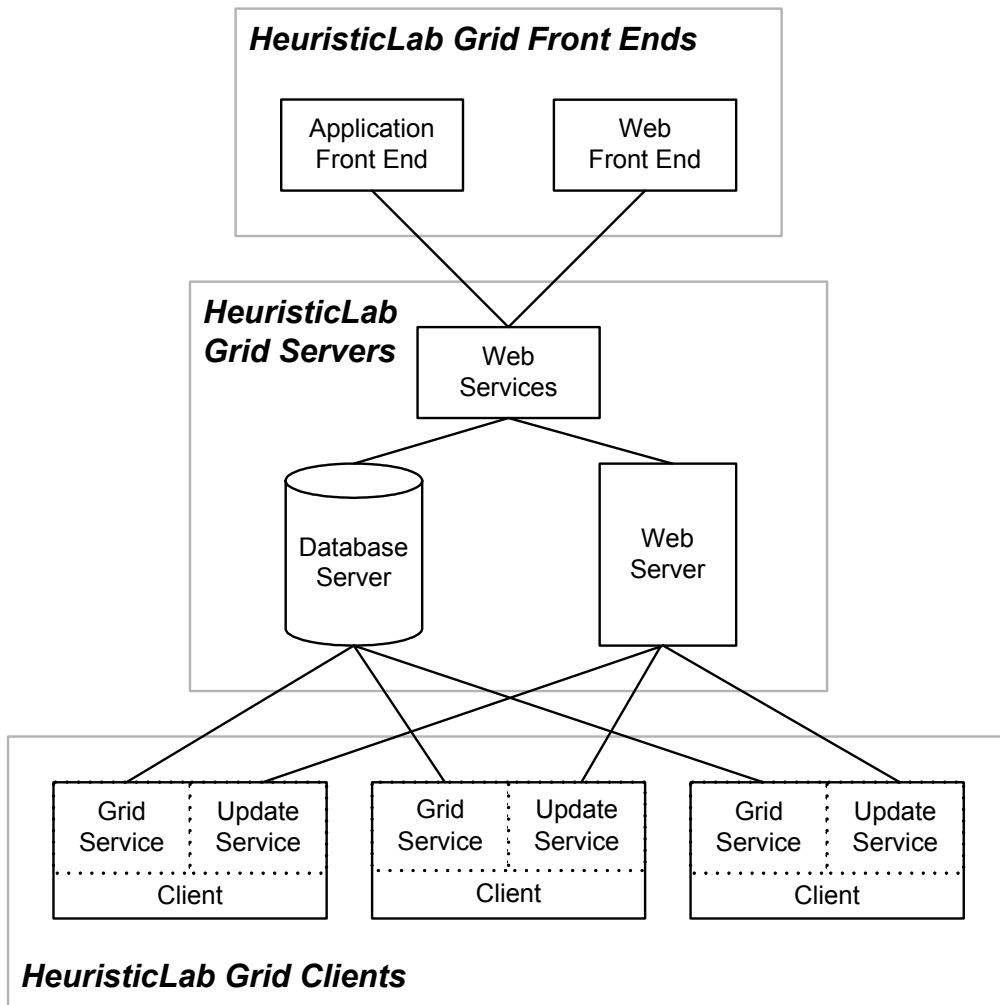 HeuristicLab Grid Front Ends
Application
Front End
Web
Front End
HeuristicLab
Grid Servers
Web
Services
Database
Server
Web
Server
Grid
Service
Update
Service
Client
Grid
Service
Update
Service
Client
Grid
Service
Update
Service
Client
HeuristicLab Grid Clients